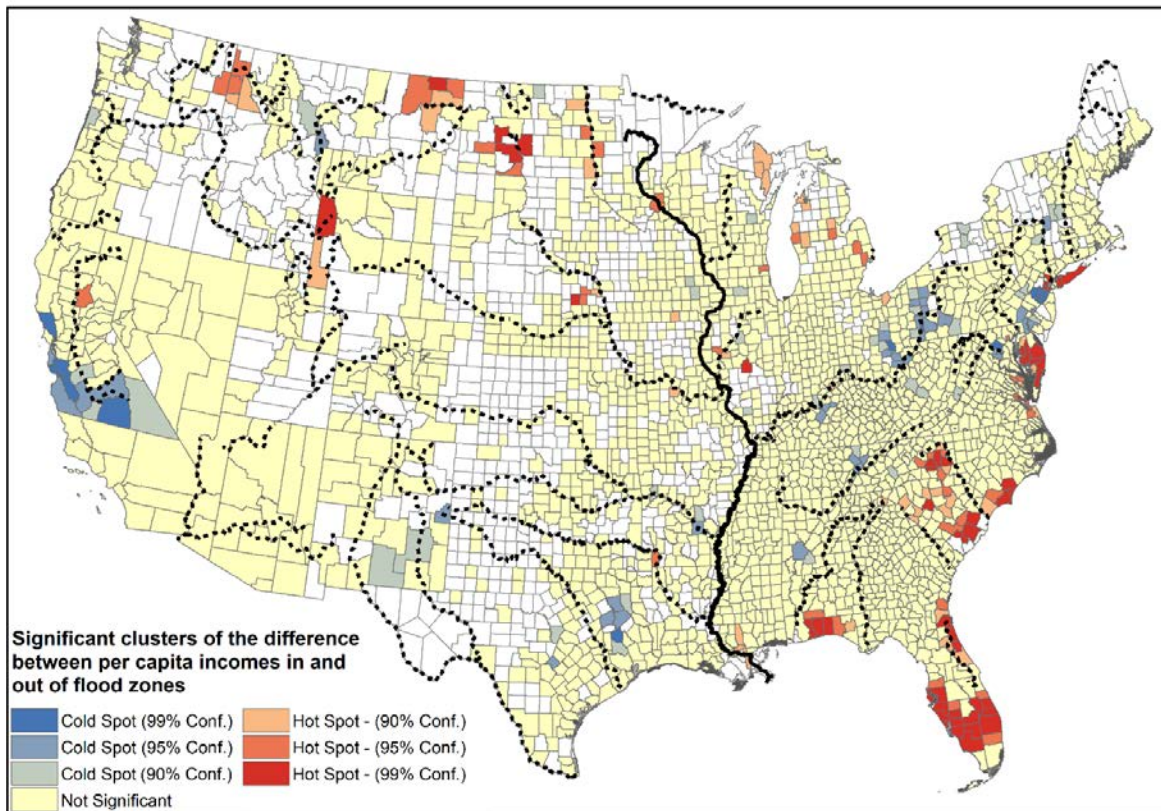 Significant clusters of the difference
between per capita incomes in and
out of flood zones
Cold Spot (99% Conf.)
Cold Spot (95% Conf.)
Cold Spot (90% Conf.)
Not Significant
Hot Spot - (90% Conf.)
Hot Spot - (95% Conf.)
Hot Spot - (99% Conf.)